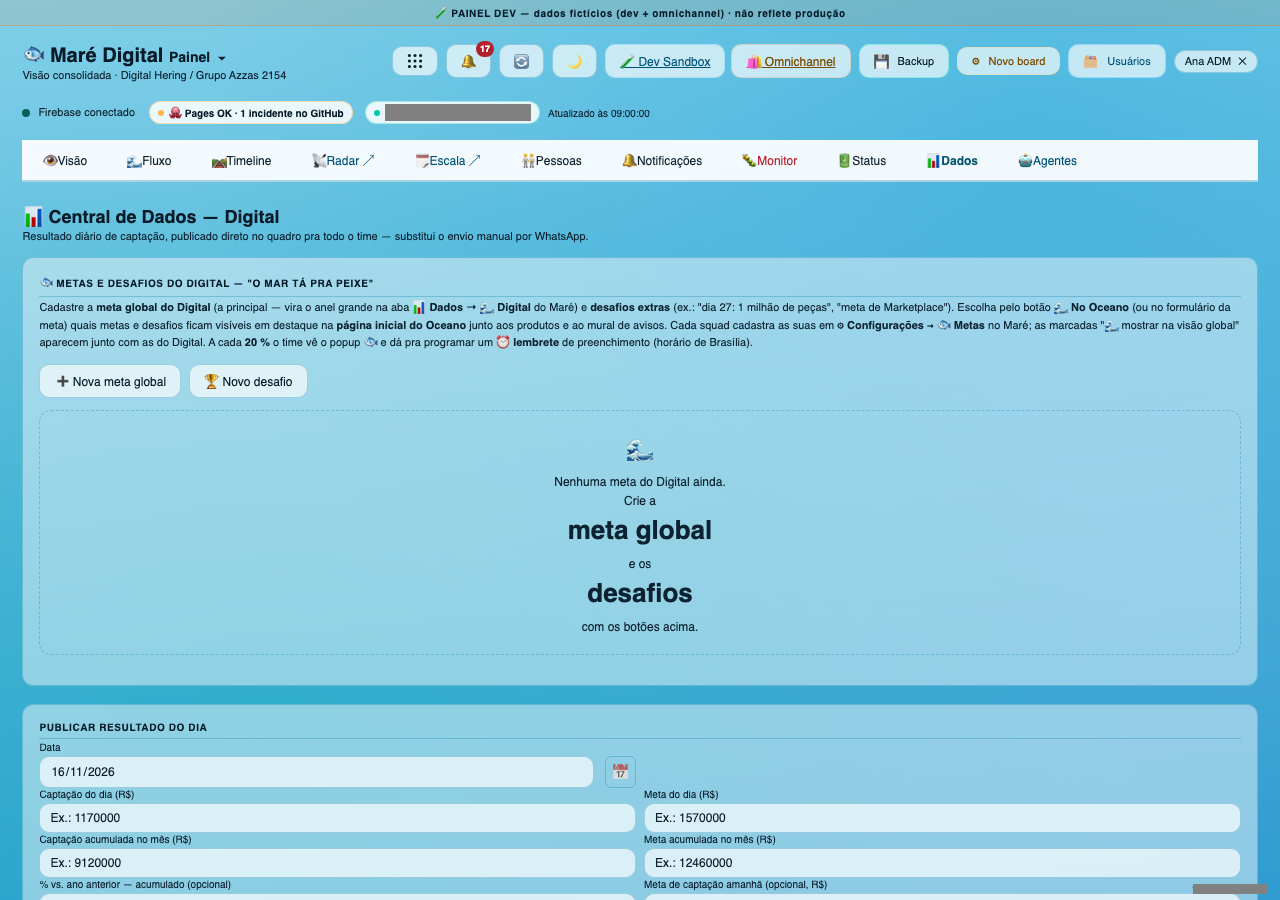 PAINEL DEV — dados fictícios (dev + omnichannel) · não reflete produção
Maré Digital Painel
Visão consolidada · Digital Hering / Grupo Azzas 2154
17
Dev Sandbox
Omnichannel
Backup
Novo board
Usuários
Ana ADM ✕
Firebase conectado
Pages OK · 1 incidente no GitHub
Atualizado às 09:00:00
Visão
Fluxo
Timeline
Radar ↗
Escala ↗
Pessoas
Notificações
Monitor
Status
Dados
Agentes
Central de Dados — Digital
Resultado diário de captação, publicado direto no quadro pra todo o time — substitui o envio manual por WhatsApp.
METAS E DESAFIOS DO DIGITAL — "O MAR TÁ PRA PEIXE"
Cadastre a meta global do Digital (a principal — vira o anel grande na aba 📊 Dados → 🌊 Digital do Maré) e desafios extras (ex.: "dia 27: 1 milhão de peças", "meta de Marketplace"). Escolha pelo botão 🌊 No Oceano (ou no formulário da
meta) quais metas e desafios ficam visíveis em destaque na página inicial do Oceano junto aos produtos e ao mural de avisos. Cada squad cadastra as suas em ⚙ Configurações → 🐟 Metas no Maré; as marcadas "🌊 mostrar na visão global"
aparecem junto com as do Digital. A cada 20 % o time vê o popup 🐟 e dá pra programar um ⏰ lembrete de preenchimento (horário de Brasília).
➕ Nova meta global
🏆 Novo desafio
Nenhuma meta do Digital ainda.
Crie a
meta global
e os
desafios
com os botões acima.
PUBLICAR RESULTADO DO DIA
Data
16/11/2026
Captação do dia (R$)
Meta do dia (R$)
Ex.: 1170000
Ex.: 1570000
Captação acumulada no mês (R$)
Meta acumulada no mês (R$)
Ex.: 9120000
Ex.: 12460000
% vs. ano anterior — acumulado (opcional)
Meta de captação amanhã (opcional, R$)